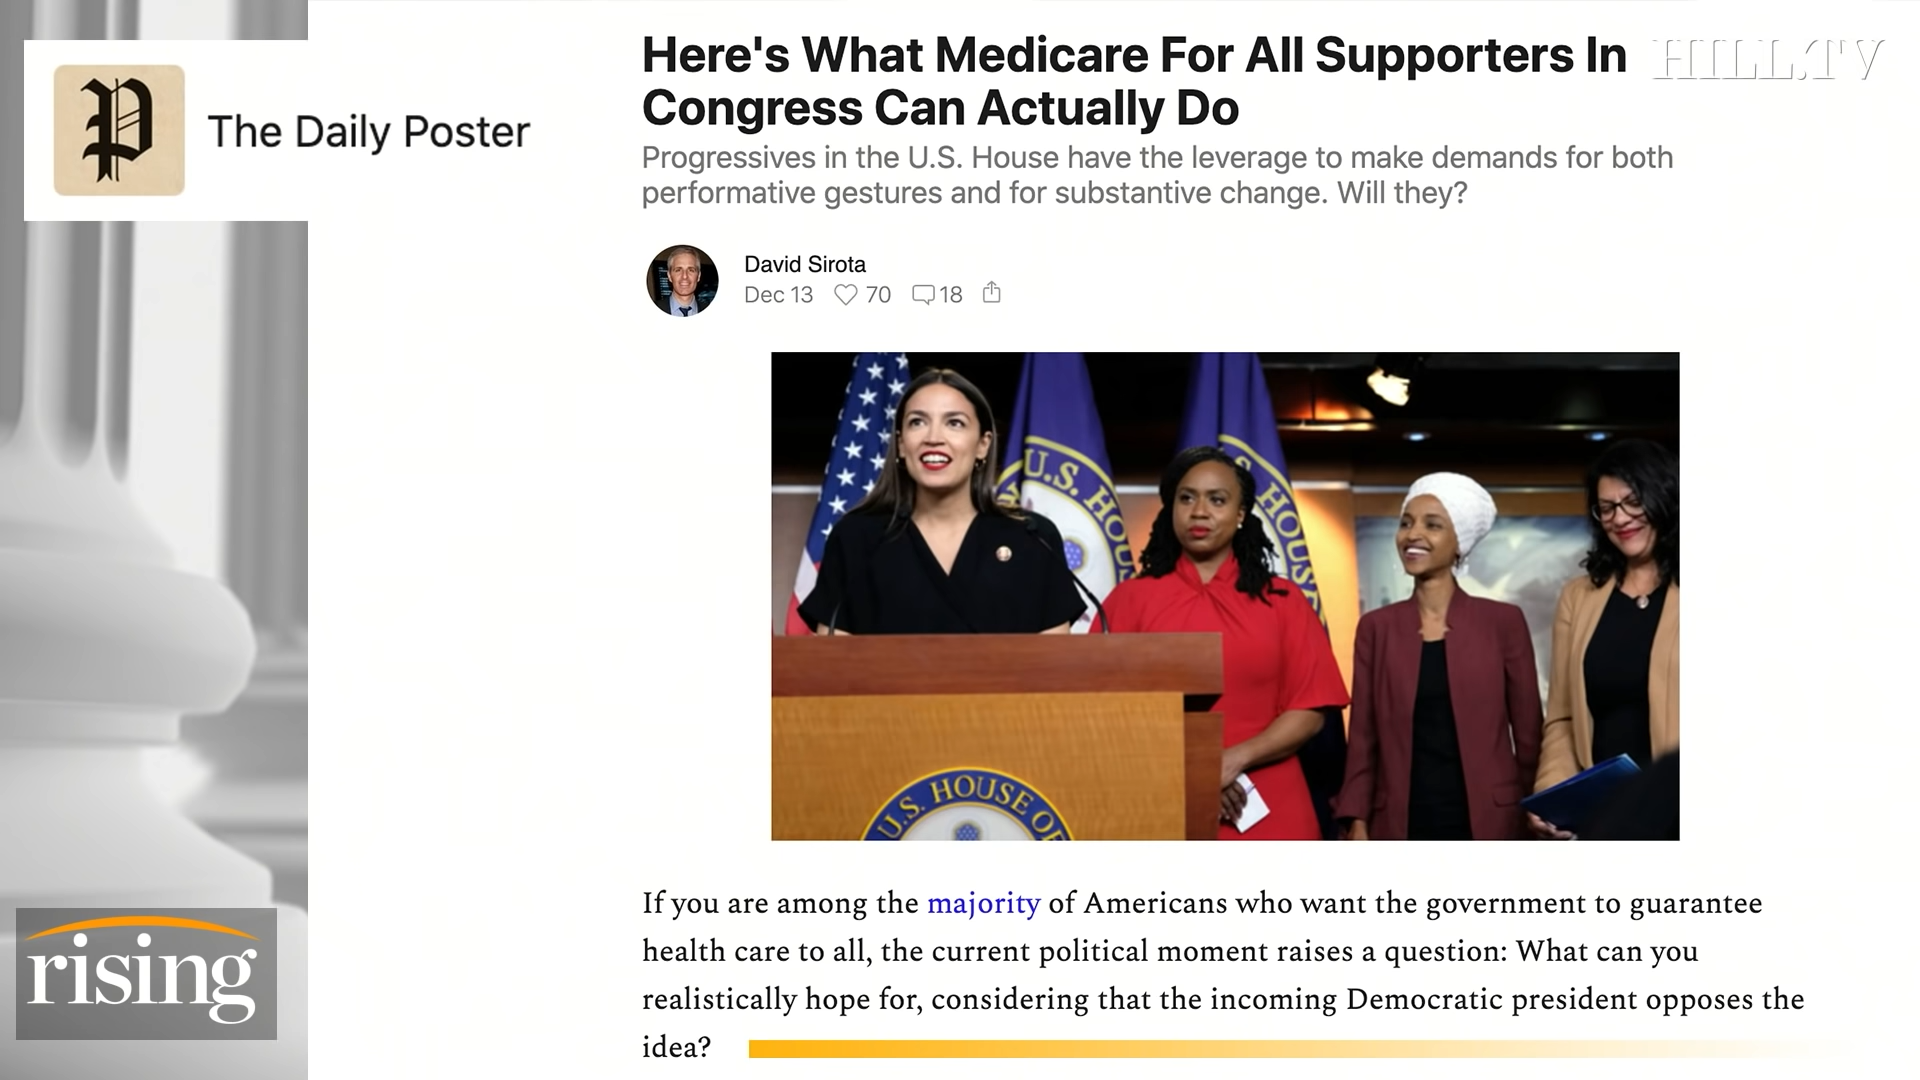 The Daily Poster
HILL.TV
Here's What Medicare For All Supporters In
Congress Can Actually Do
Progressives in the U.S. House have the leverage to make demands for both
performative gestures and for substantive change. Will they?
David Sirota
Dec 13 70 18
U.S. HOUS
S. HOUS
U.S. HOUSE OF
If you are among the majority of Americans who want the government to guarantee
health care to all, the current political moment raises a question: What can you
realistically hope for, considering that the incoming Democratic president opposes the
idea?
rising